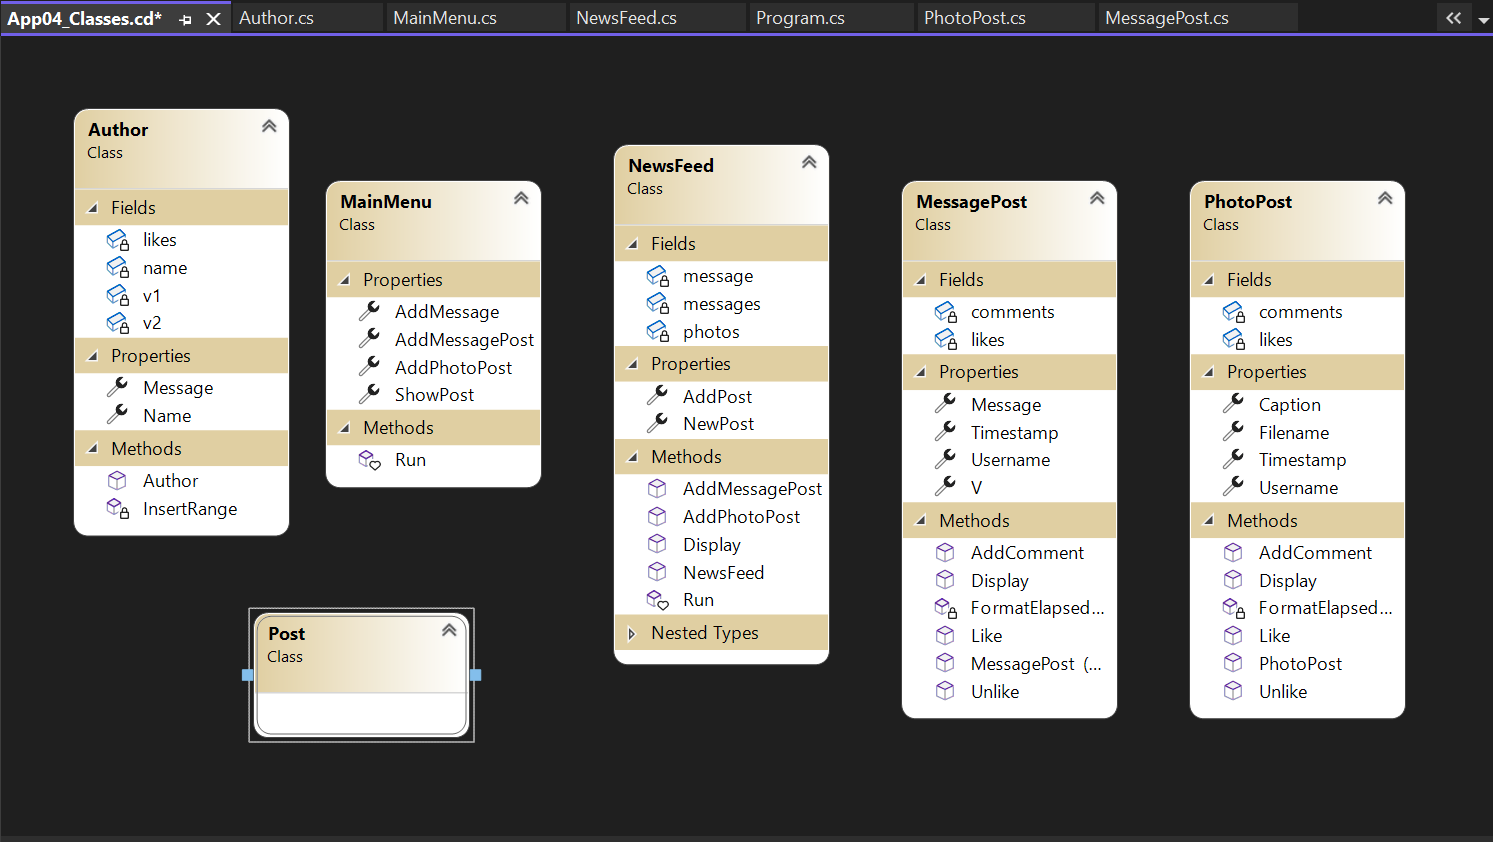 App04_Classes.cd*
Author.cs
MainMenu.cs
NewsFeed.cs
Program.cs
PhotoPost.cs
MessagePost.cs
Author
Class
Fields
likes
name
v1
v2
Properties
Message
Name
Methods
Author
InsertRange
MainMenu
Class
Properties
AddMessage
AddMessagePost
AddPhotoPost
ShowPost
Methods
Run
Post
Class
NewsFeed
Class
Fields
message
messages
photos
Properties
AddPost
NewPost
Methods
AddMessagePost
AddPhotoPost
Display
NewsFeed
Run
Nested Types
MessagePost
Class
Fields
comments
likes
Properties
Message
Timestamp
Username
V
Methods
AddComment
Display
FormatElapsed...
Like
MessagePost (...
Unlike
PhotoPost
Class
Fields
comments
likes
Properties
Caption
Filename
Timestamp
Username
Methods
AddComment
Display
FormatElapsed...
Like
PhotoPost
Unlike